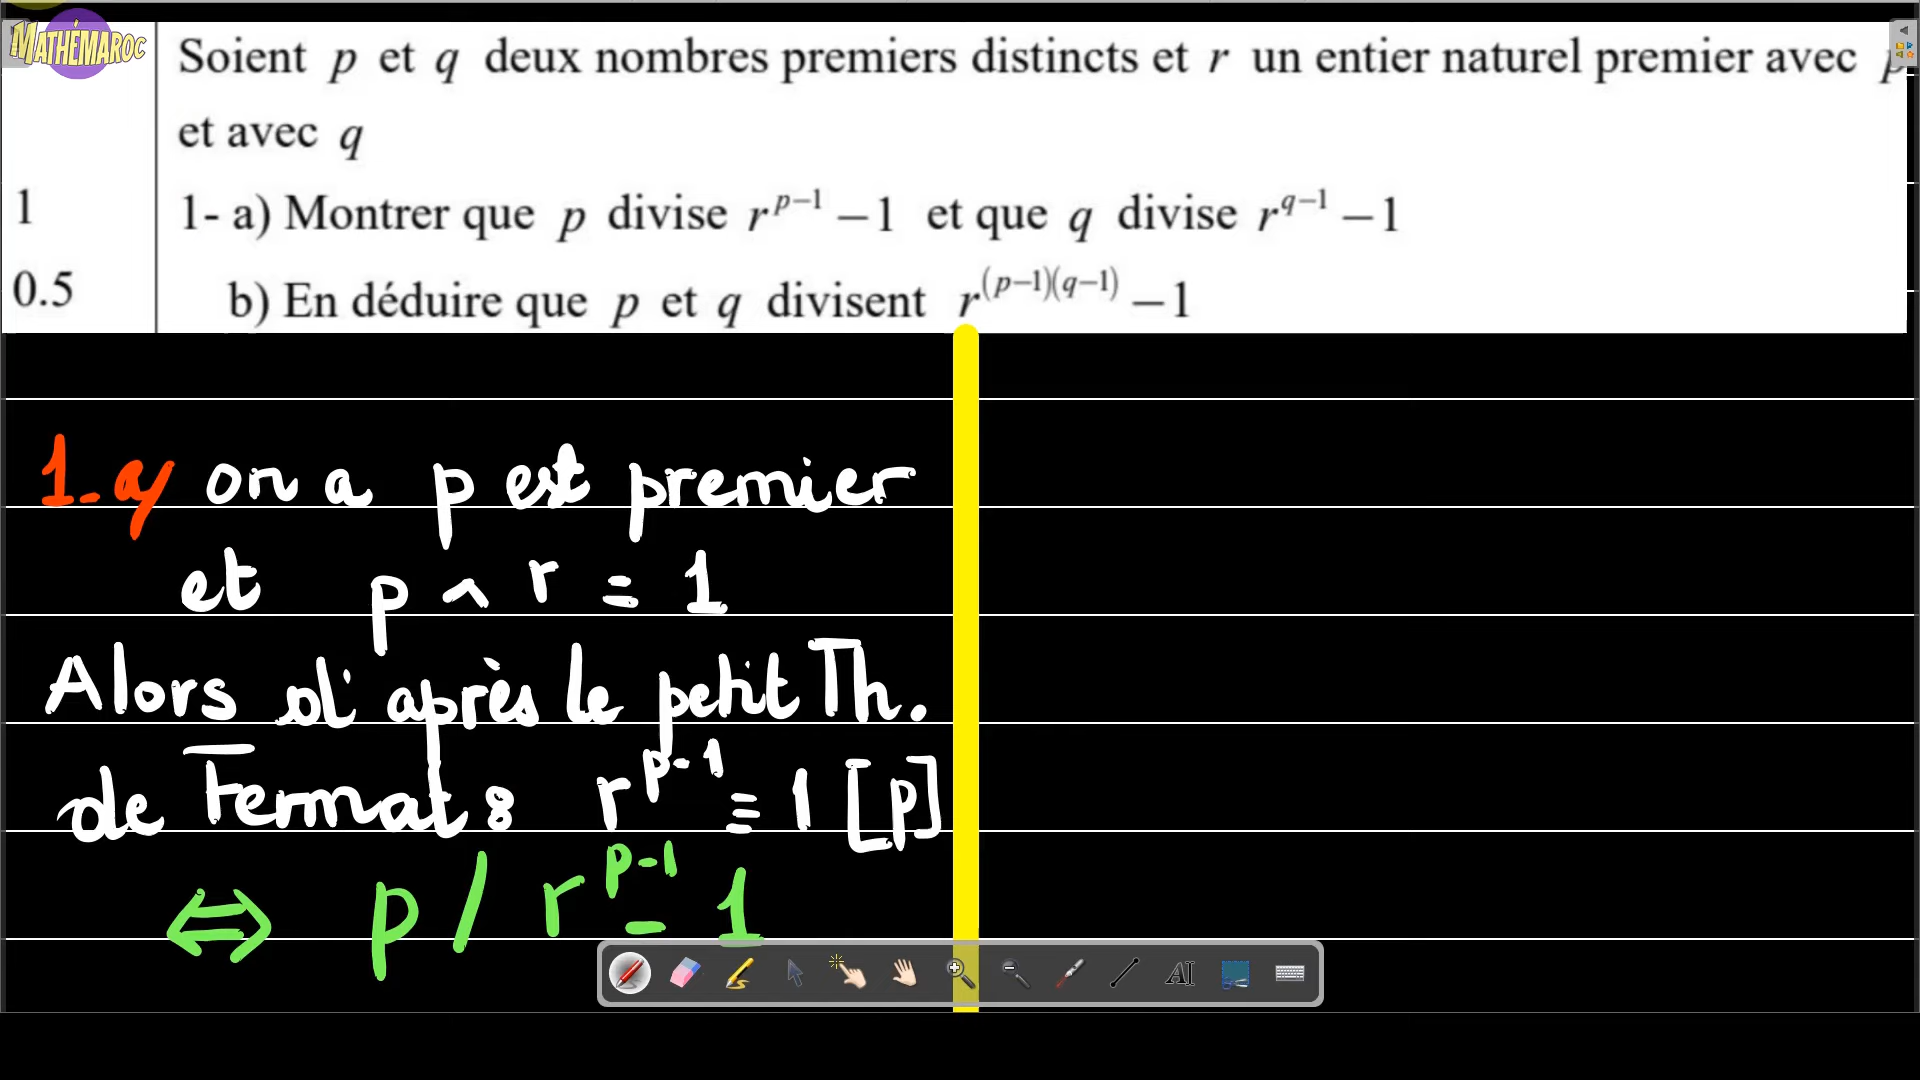 MATHÉMAROC
Soient p et q deux nombres premiers distincts et r un entier naturel premier avec p
et avec q
1
1- a) Montrer que p divise r^{p-1} - 1 et que q divise r^{q-1} - 1
0.5
b) En déduire que p et q divisent r^{(p-1)(q-1)} - 1
1-a/ on a p est premier
et p ∧ r = 1
Alors d'après le petit Th.
de Fermat : r^{p-1} ≡ 1 [p]
⇔ p / r^{p-1} - 1
AI